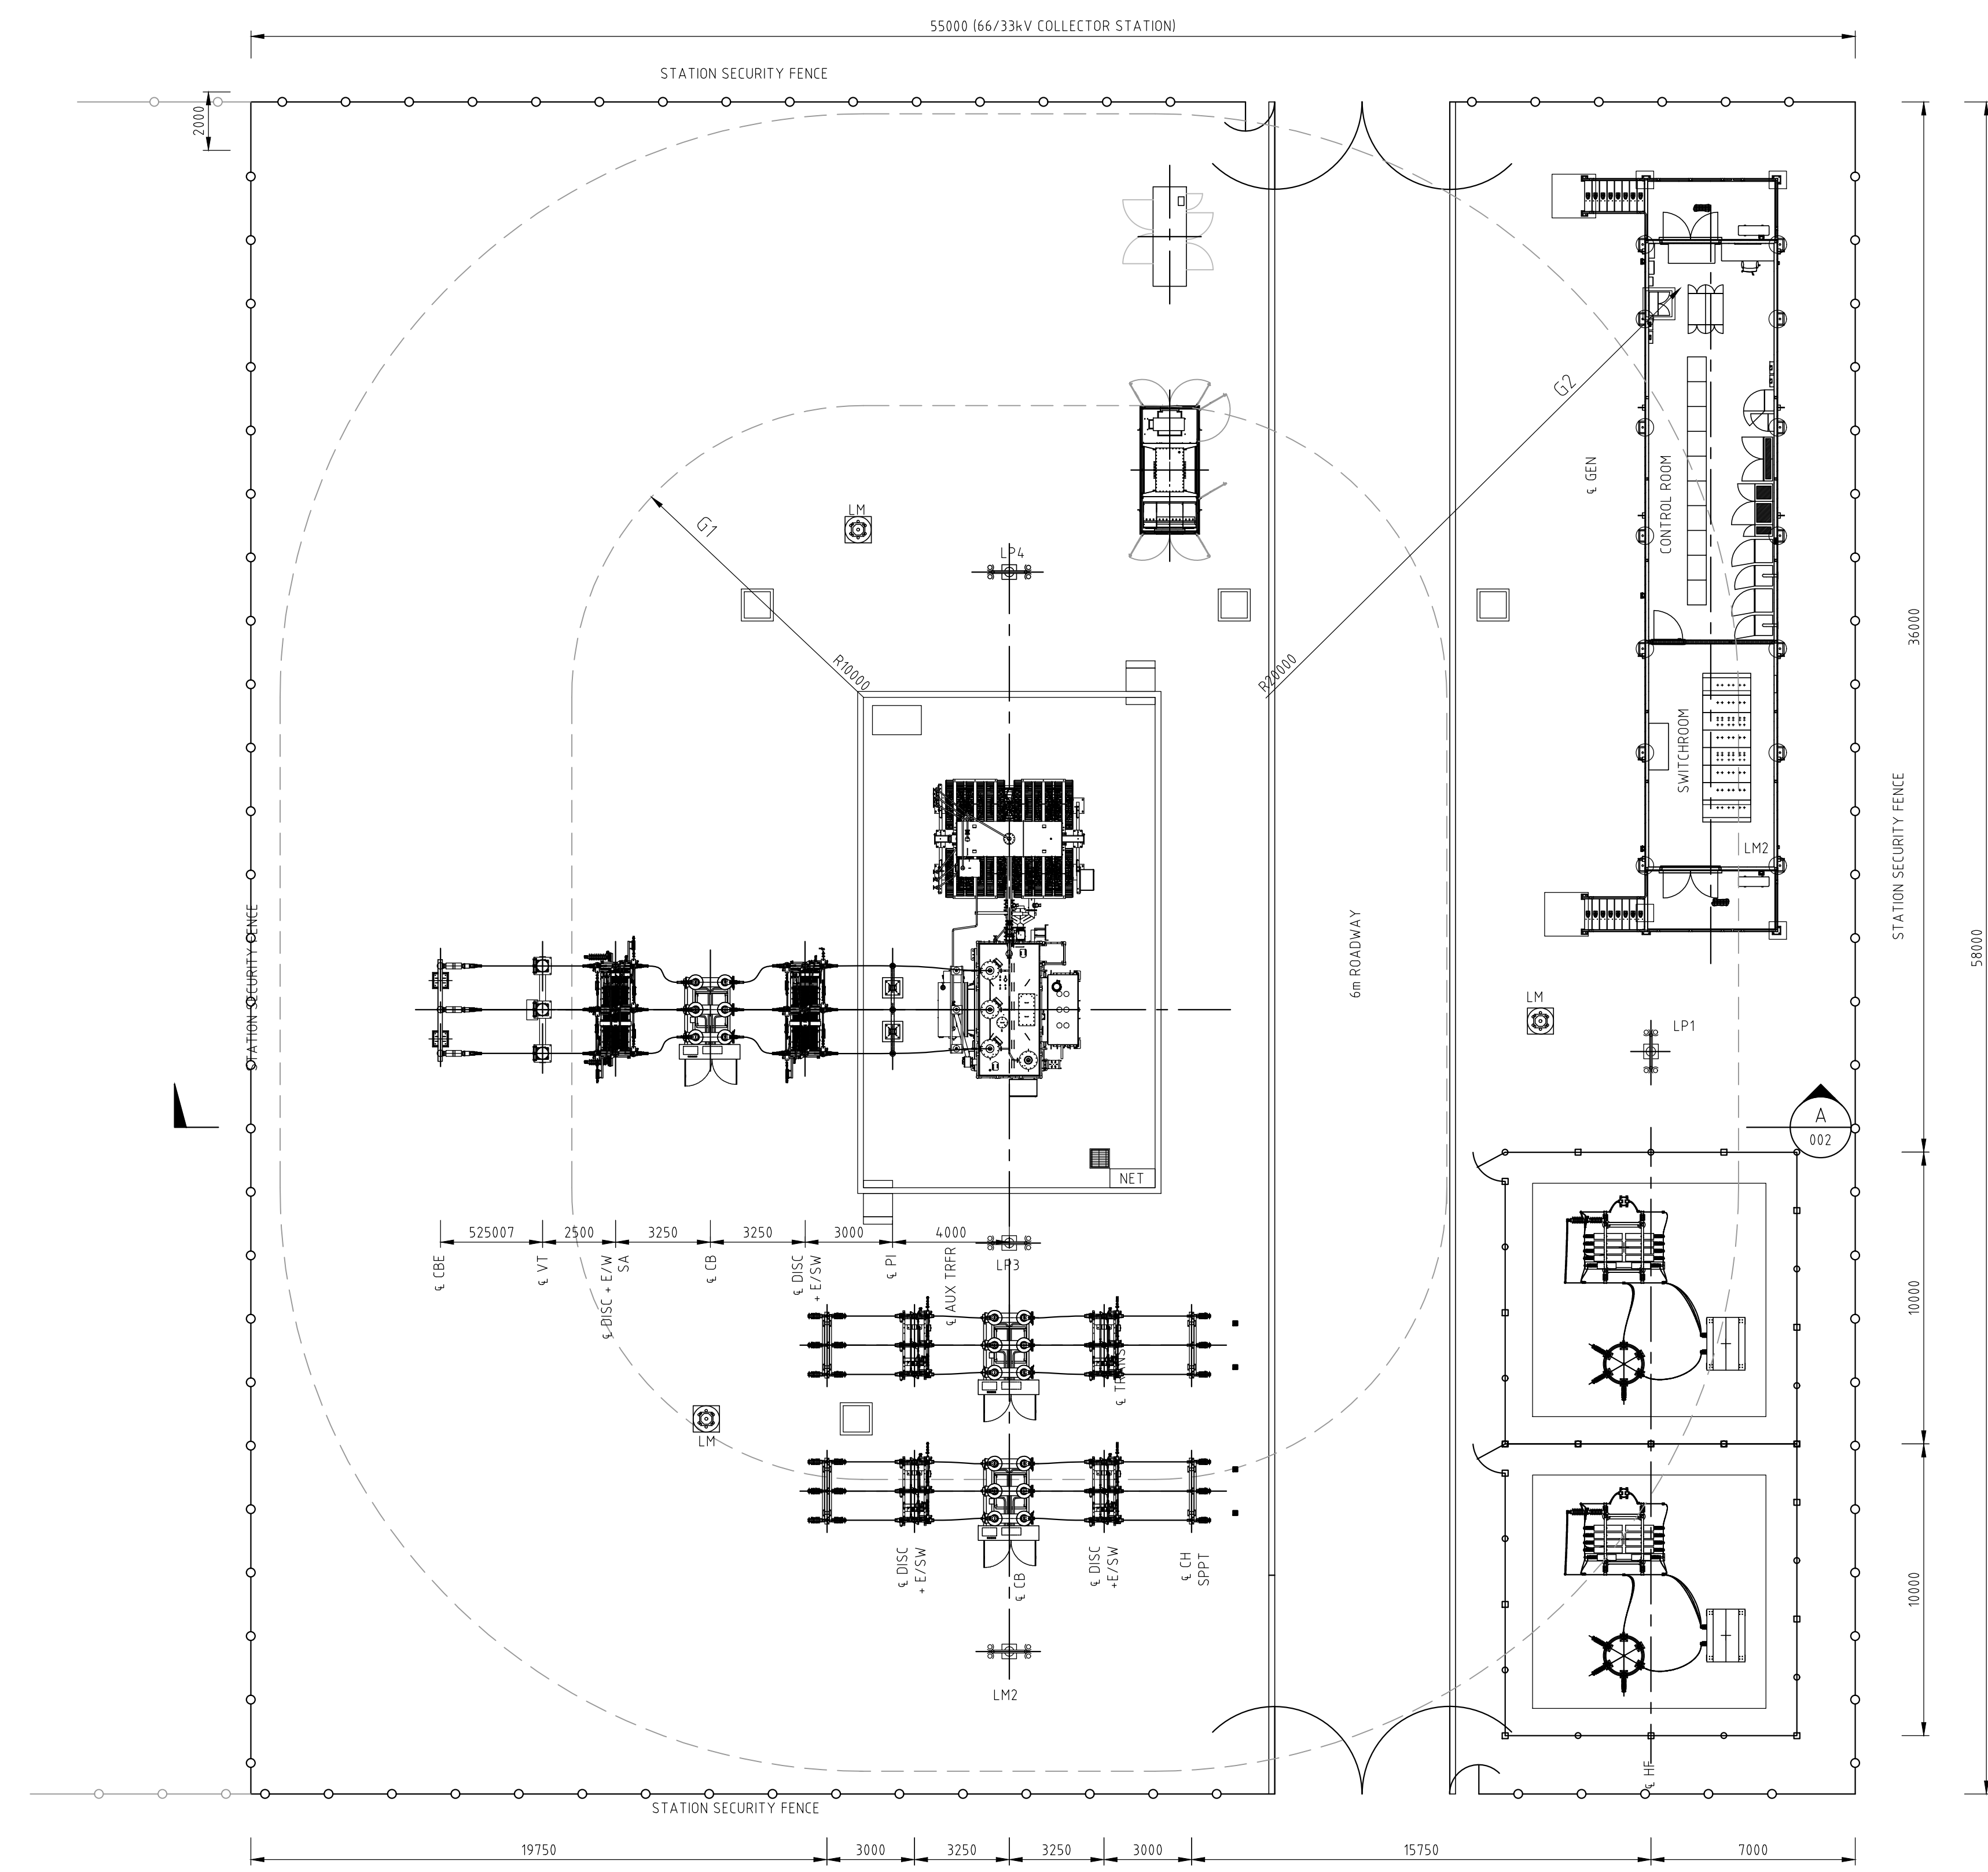 55000 (66/33kV COLLECTOR STATION)
STATION SECURITY FENCE
2000
G2
G1
LM
LP4
℄ GEN
CONTROL ROOM
36000
R10000
R20000
SWITCHROOM
STATION SECURITY FENCE
LM2
STATION SECURITY FENCE
6m ROADWAY
58000
LM
LP1
A
002
NET
525007
2500
3250
3250
3000
4000
℄ CBE
℄ VT
℄ DISC + E/W
SA
℄ CB
℄ DISC
+ E/SW
℄ PI
℄ AUX TRFR
LP3
10000
℄ TRANS
LM
℄ DISC
+ E/SW
℄ CB
℄ DISC
+E/SW
℄ CH
SPPT
10000
LM2
℄ HF
STATION SECURITY FENCE
19750
3000
3250
3250
3000
15750
7000